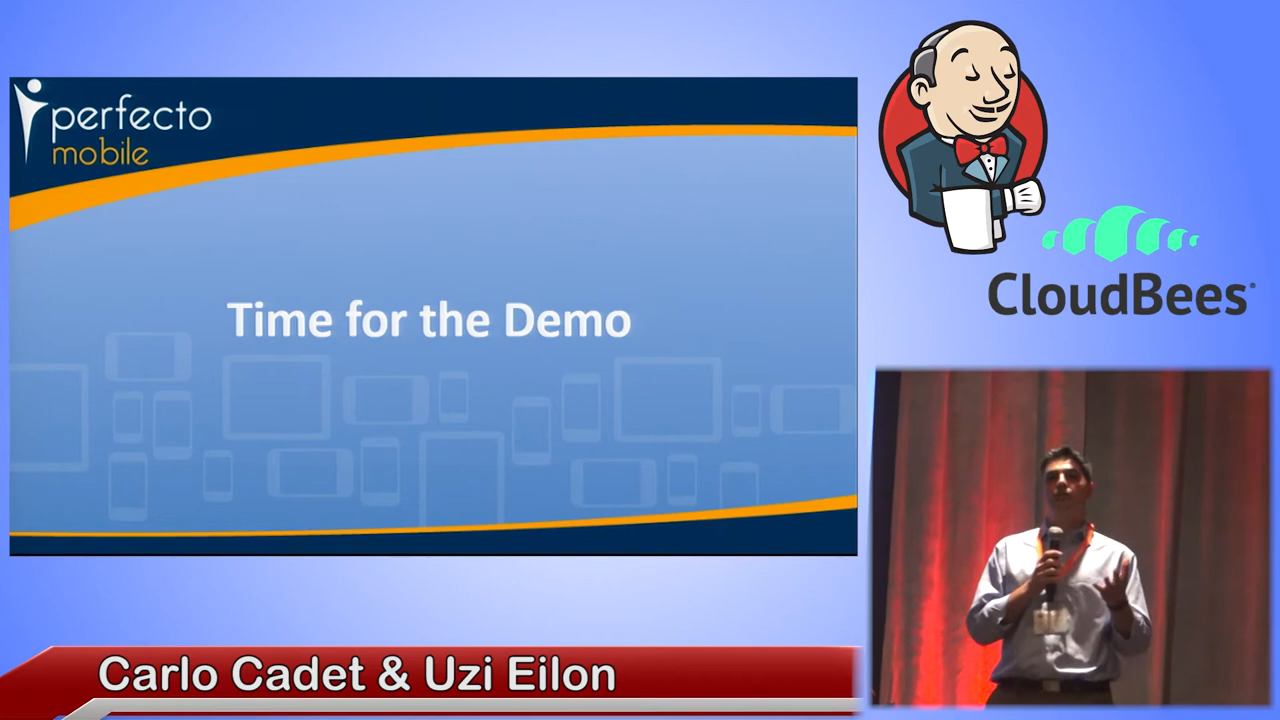 perfecto
mobile
Time for the Demo
CloudBees
Carlo Cadet & Uzi Eilon